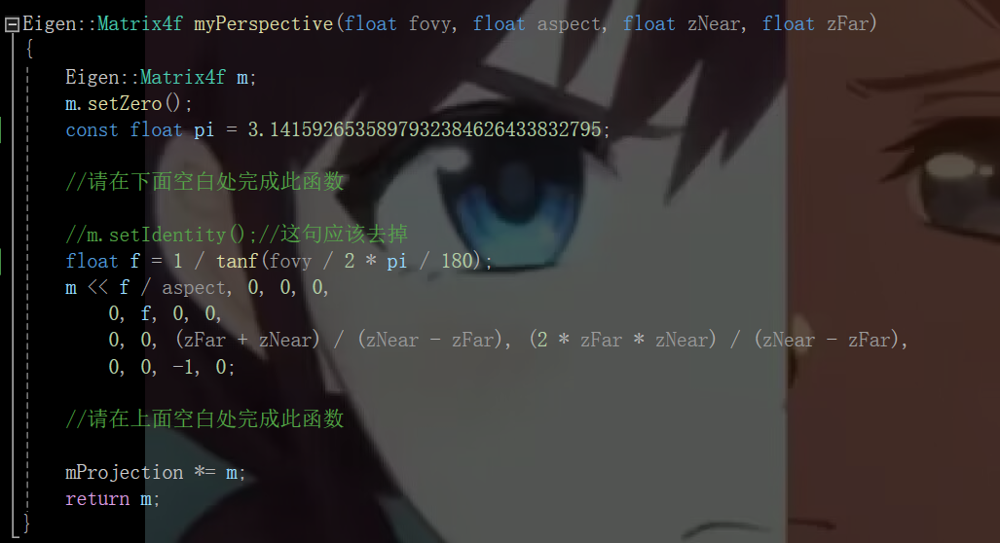 Eigen::Matrix4f myPerspective(float fovy, float aspect, float zNear, float zFar)
{
Eigen::Matrix4f m;
m.setZero();
const float pi = 3.1415926535897932384626433832795;
//请在下面空白处完成此函数
//m.setIdentity();//这句应该去掉
float f = 1 / tanf(fovy / 2 * pi / 180);
m << f / aspect, 0, 0, 0,
0, f, 0, 0,
0, 0, (zFar + zNear) / (zNear - zFar), (2 * zFar * zNear) / (zNear - zFar),
0, 0, -1, 0;
//请在上面空白处完成此函数
mProjection *= m;
return m;
}